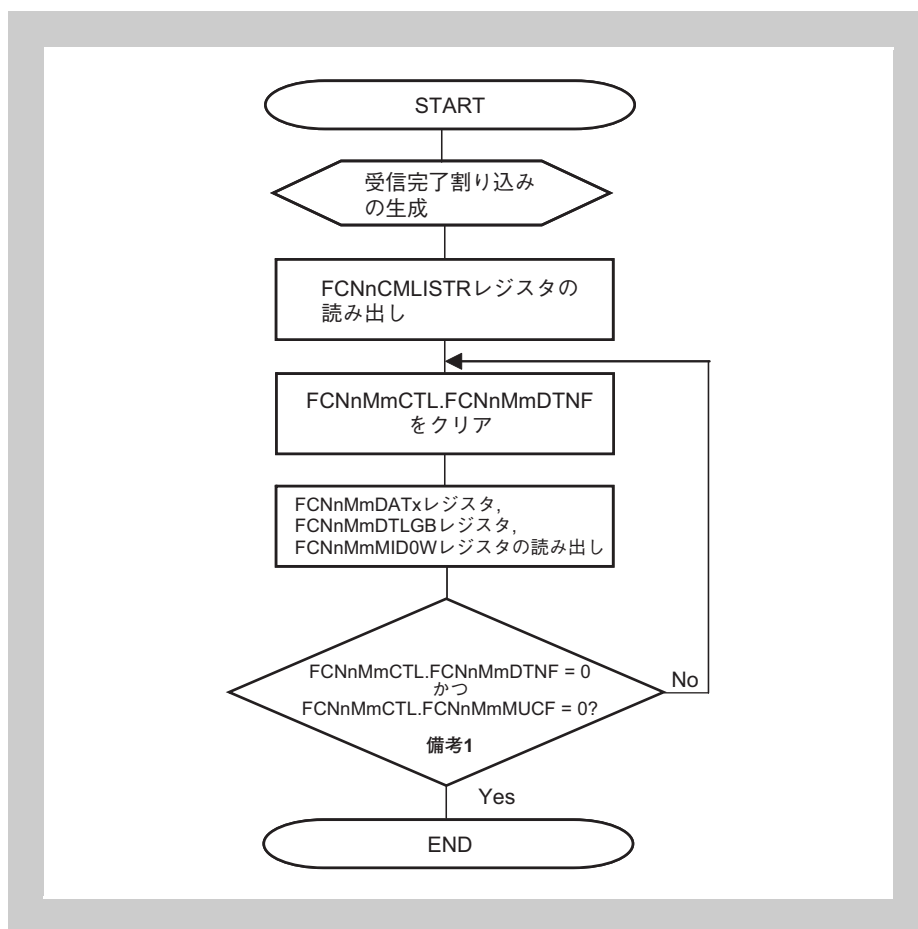 START
受信完了割り込み
の生成
FCNnCMLISTRレジスタの
読み出し
FCNnMmCTL.FCNnMmDTNF
をクリア
FCNnMmDATxレジスタ,
FCNnMmDTLGBレジスタ,
FCNnMmMID0Wレジスタの読み出し
FCNnMmCTL.FCNnMmDTNF = 0
かつ
FCNnMmCTL.FCNnMmMUCF = 0?
備考1
No
Yes
END